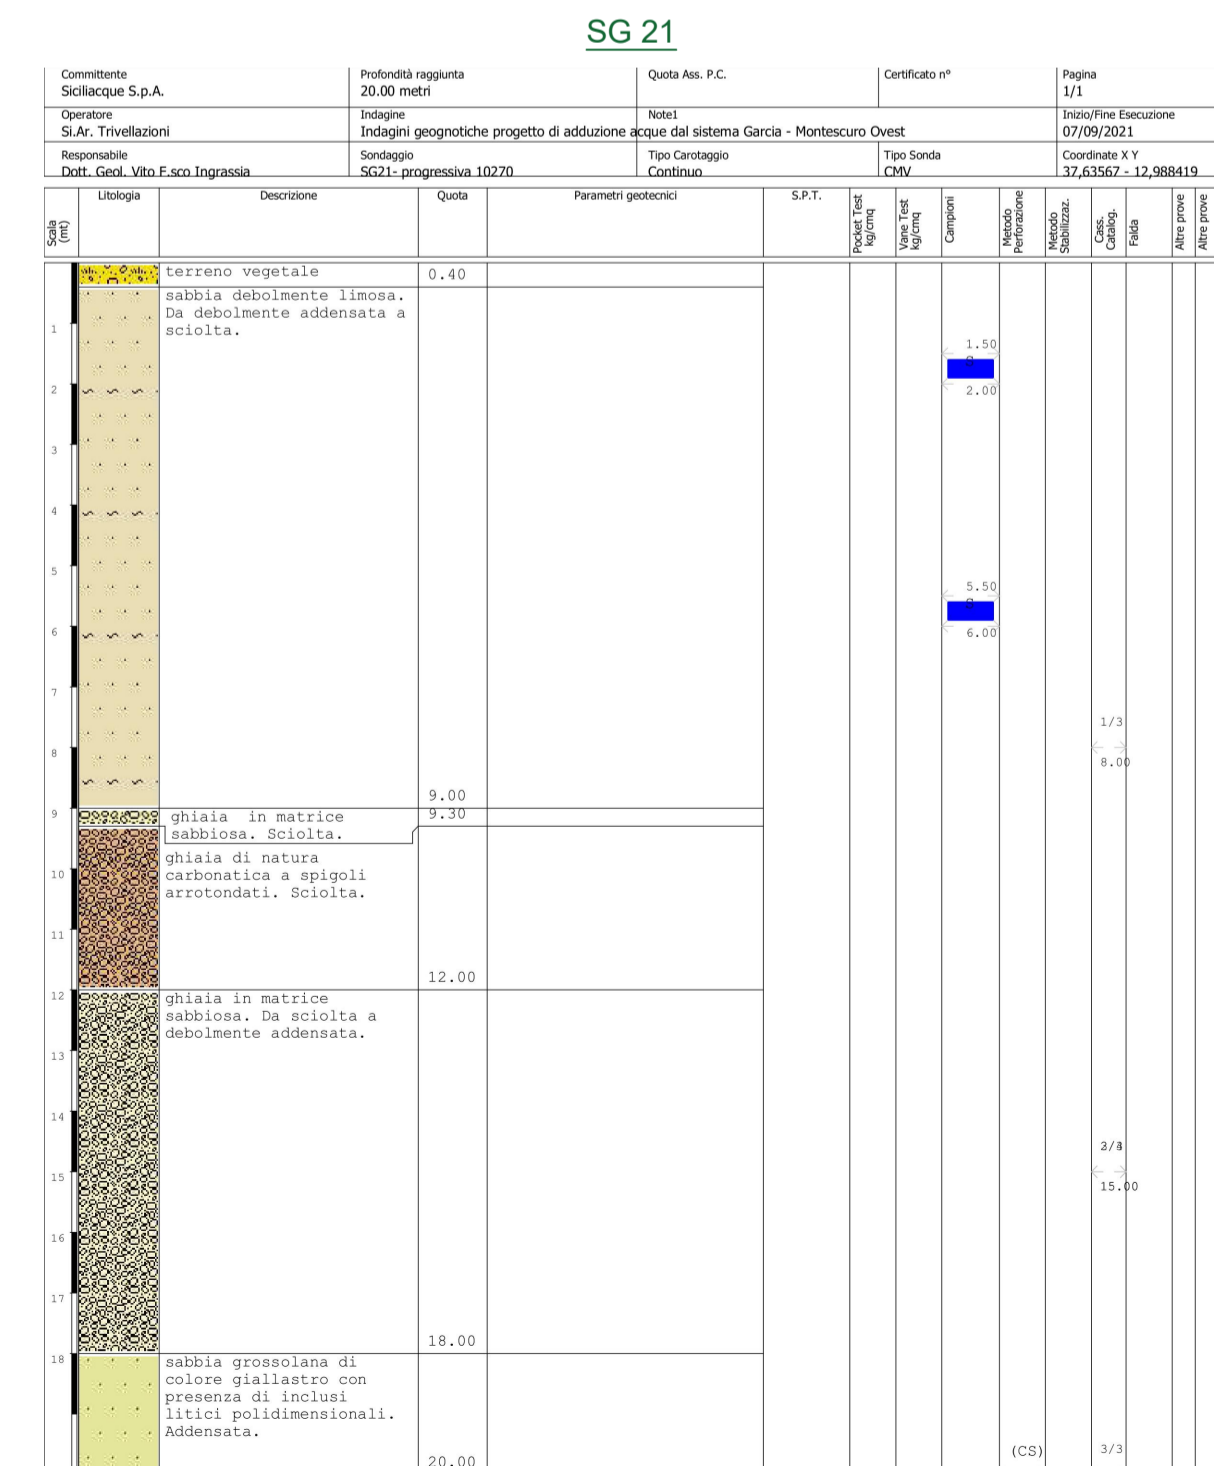 SG 21
Committente
Siciliacque S.p.A.
Profondità raggiunta
20.00 metri
Quota Ass. P.C.
Certificato n°
Pagina
1/1
Operatore
Si.Ar. Trivellazioni
Indagine
Indagini geognotiche progetto di adduzione acque dal sistema Garcia - Montescuro Ovest
Note1
Inizio/Fine Esecuzione
07/09/2021
Responsabile
Dott. Geol. Vito F.sco Ingrassia
Sondaggio
SG21- progressiva 10270
Tipo Carotaggio
Continuo
Tipo Sonda
CMV
Coordinate X Y
37,63567 - 12,988419
Scala
(mt)
Litologia
Descrizione
Quota
Parametri geotecnici
S.P.T.
Pocket Test
kg/cmq
Vane Test
kg/cmq
Campioni
Metodo
Perforazione
Metodo
Stabilizzaz.
Cass.
Catalog.
Falda
Altre prove
Altre prove
terreno vegetale
0.40
sabbia debolmente limosa.
Da debolmente addensata a
sciolta.
1
1.50
2
2.00
3
4
5
5.50
6
6.00
7
1/3
8
8.00
9.00
9
ghiaia in matrice
sabbiosa. Sciolta.
9.30
ghiaia di natura
carbonatica a spigoli
arrotondati. Sciolta.
10
11
12.00
12
ghiaia in matrice
sabbiosa. Da sciolta a
debolmente addensata.
13
14
15
15.00
16
17
18.00
18
sabbia grossolana di
colore giallastro con
presenza di inclusi
litici polidimensionali.
Addensata.
(CS)
3/3
20.00